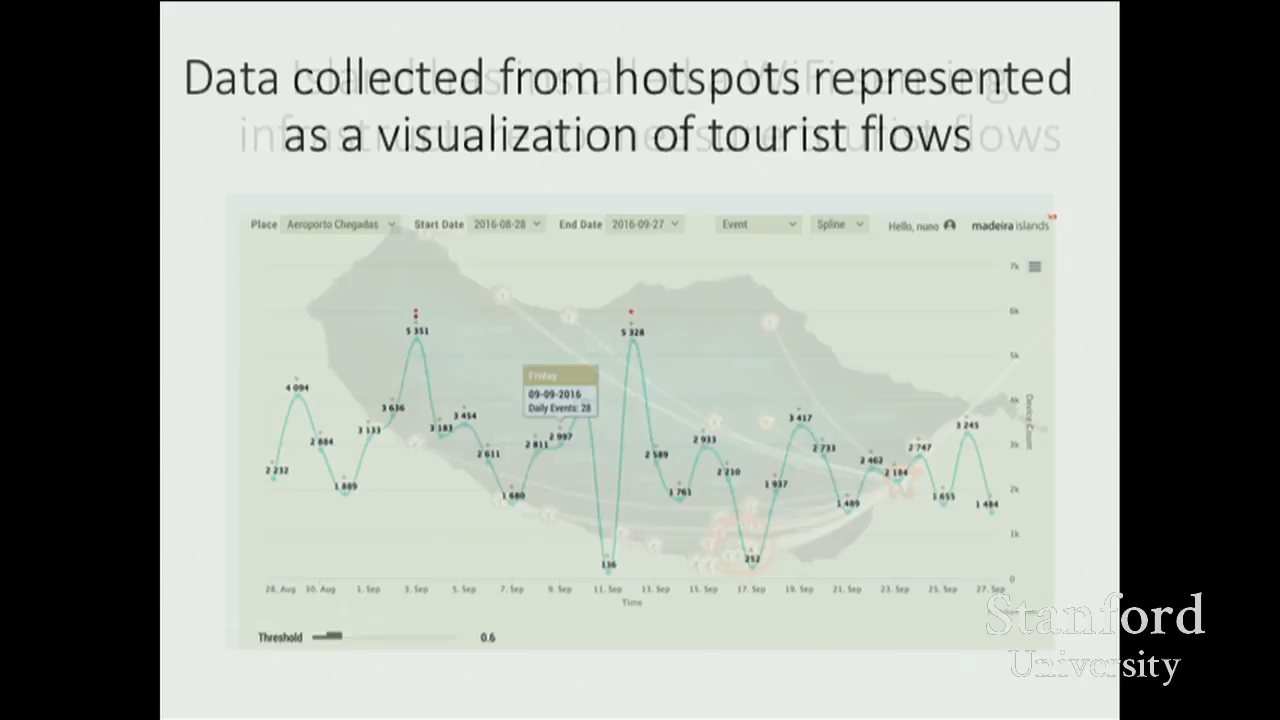 Data collected from hotspots represented
as a visualization of tourist flows
Place Aeroporto Chegadas Start Date 2016-08-28 End Date 2016-09-27 Event Spline Hello, nuno madeira islands
7k
6k
5k
4k
3k
2k
1k
0
Device Count
5 351
5 328
4 094
3 636
3 454
3 417
3 245
3 183
3 133
2 997
2 933
2 884
2 811
2 747
2 733
2 611
2 589
2 462
2 232
2 210
2 184
1 937
1 889
1 761
1 680
1 655
1 489
1 484
252
136
Friday
09-09-2016
Daily Events: 28
28. Aug 30. Aug 1. Sep 3. Sep 5. Sep 7. Sep 9. Sep 11. Sep 13. Sep 15. Sep 17. Sep 19. Sep 21. Sep 23. Sep 25. Sep 27. Sep
Time
Threshold 0.6
Stanford
University